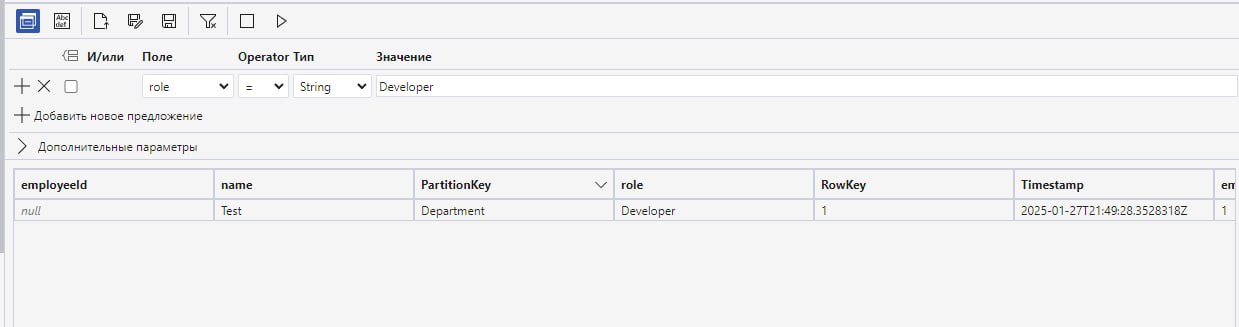 Abc
def
И/или Поле Operator Тип Значение
role = String Developer
Добавить новое предложение
Дополнительные параметры
employeeId name PartitionKey role RowKey Timestamp em
null Test Department Developer 1 2025-01-27T21:49:28.3528318Z 1